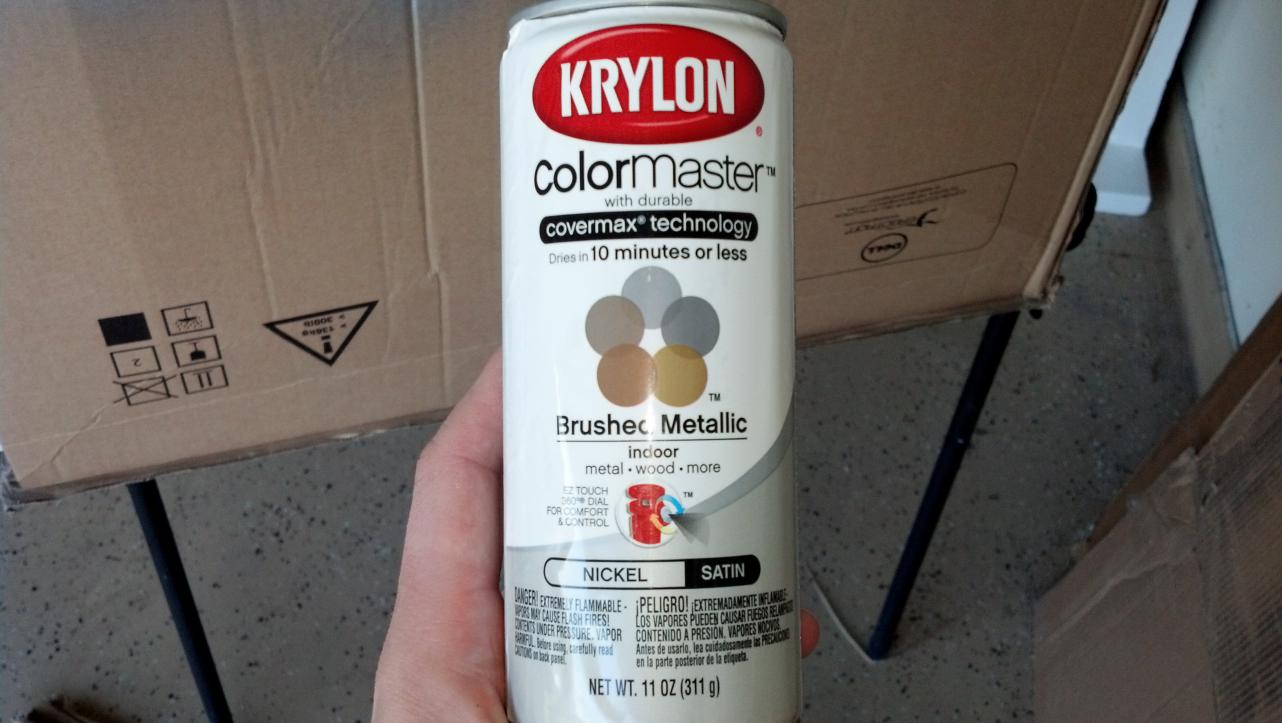 KRYLON
®
colormaster™
with durable
covermax® technology
Dries in 10 minutes or less
™
Brushed Metallic
indoor
metal • wood • more
EZ TOUCH
360°® DIAL
FOR COMFORT
& CONTROL
™
NICKEL SATIN
DANGER! EXTREMELY FLAMMABLE -
VAPORS MAY CAUSE FLASH FIRES!
CONTENTS UNDER PRESSURE. VAPOR
HARMFUL. Before using, carefully read
CAUTIONS on back panel.
¡PELIGRO! ¡EXTREMADAMENTE INFLAMABLE-
LOS VAPORES PUEDEN CAUSAR FUEGOS RELAMPAGO
CONTENIDO A PRESION. VAPORES NOCIVOS.
Antes de usarlo, lea cuidadosamente las PRECAUCIONES
en la parte posterior de la etiqueta.
NET WT. 11 OZ (311 g)
DELL
2